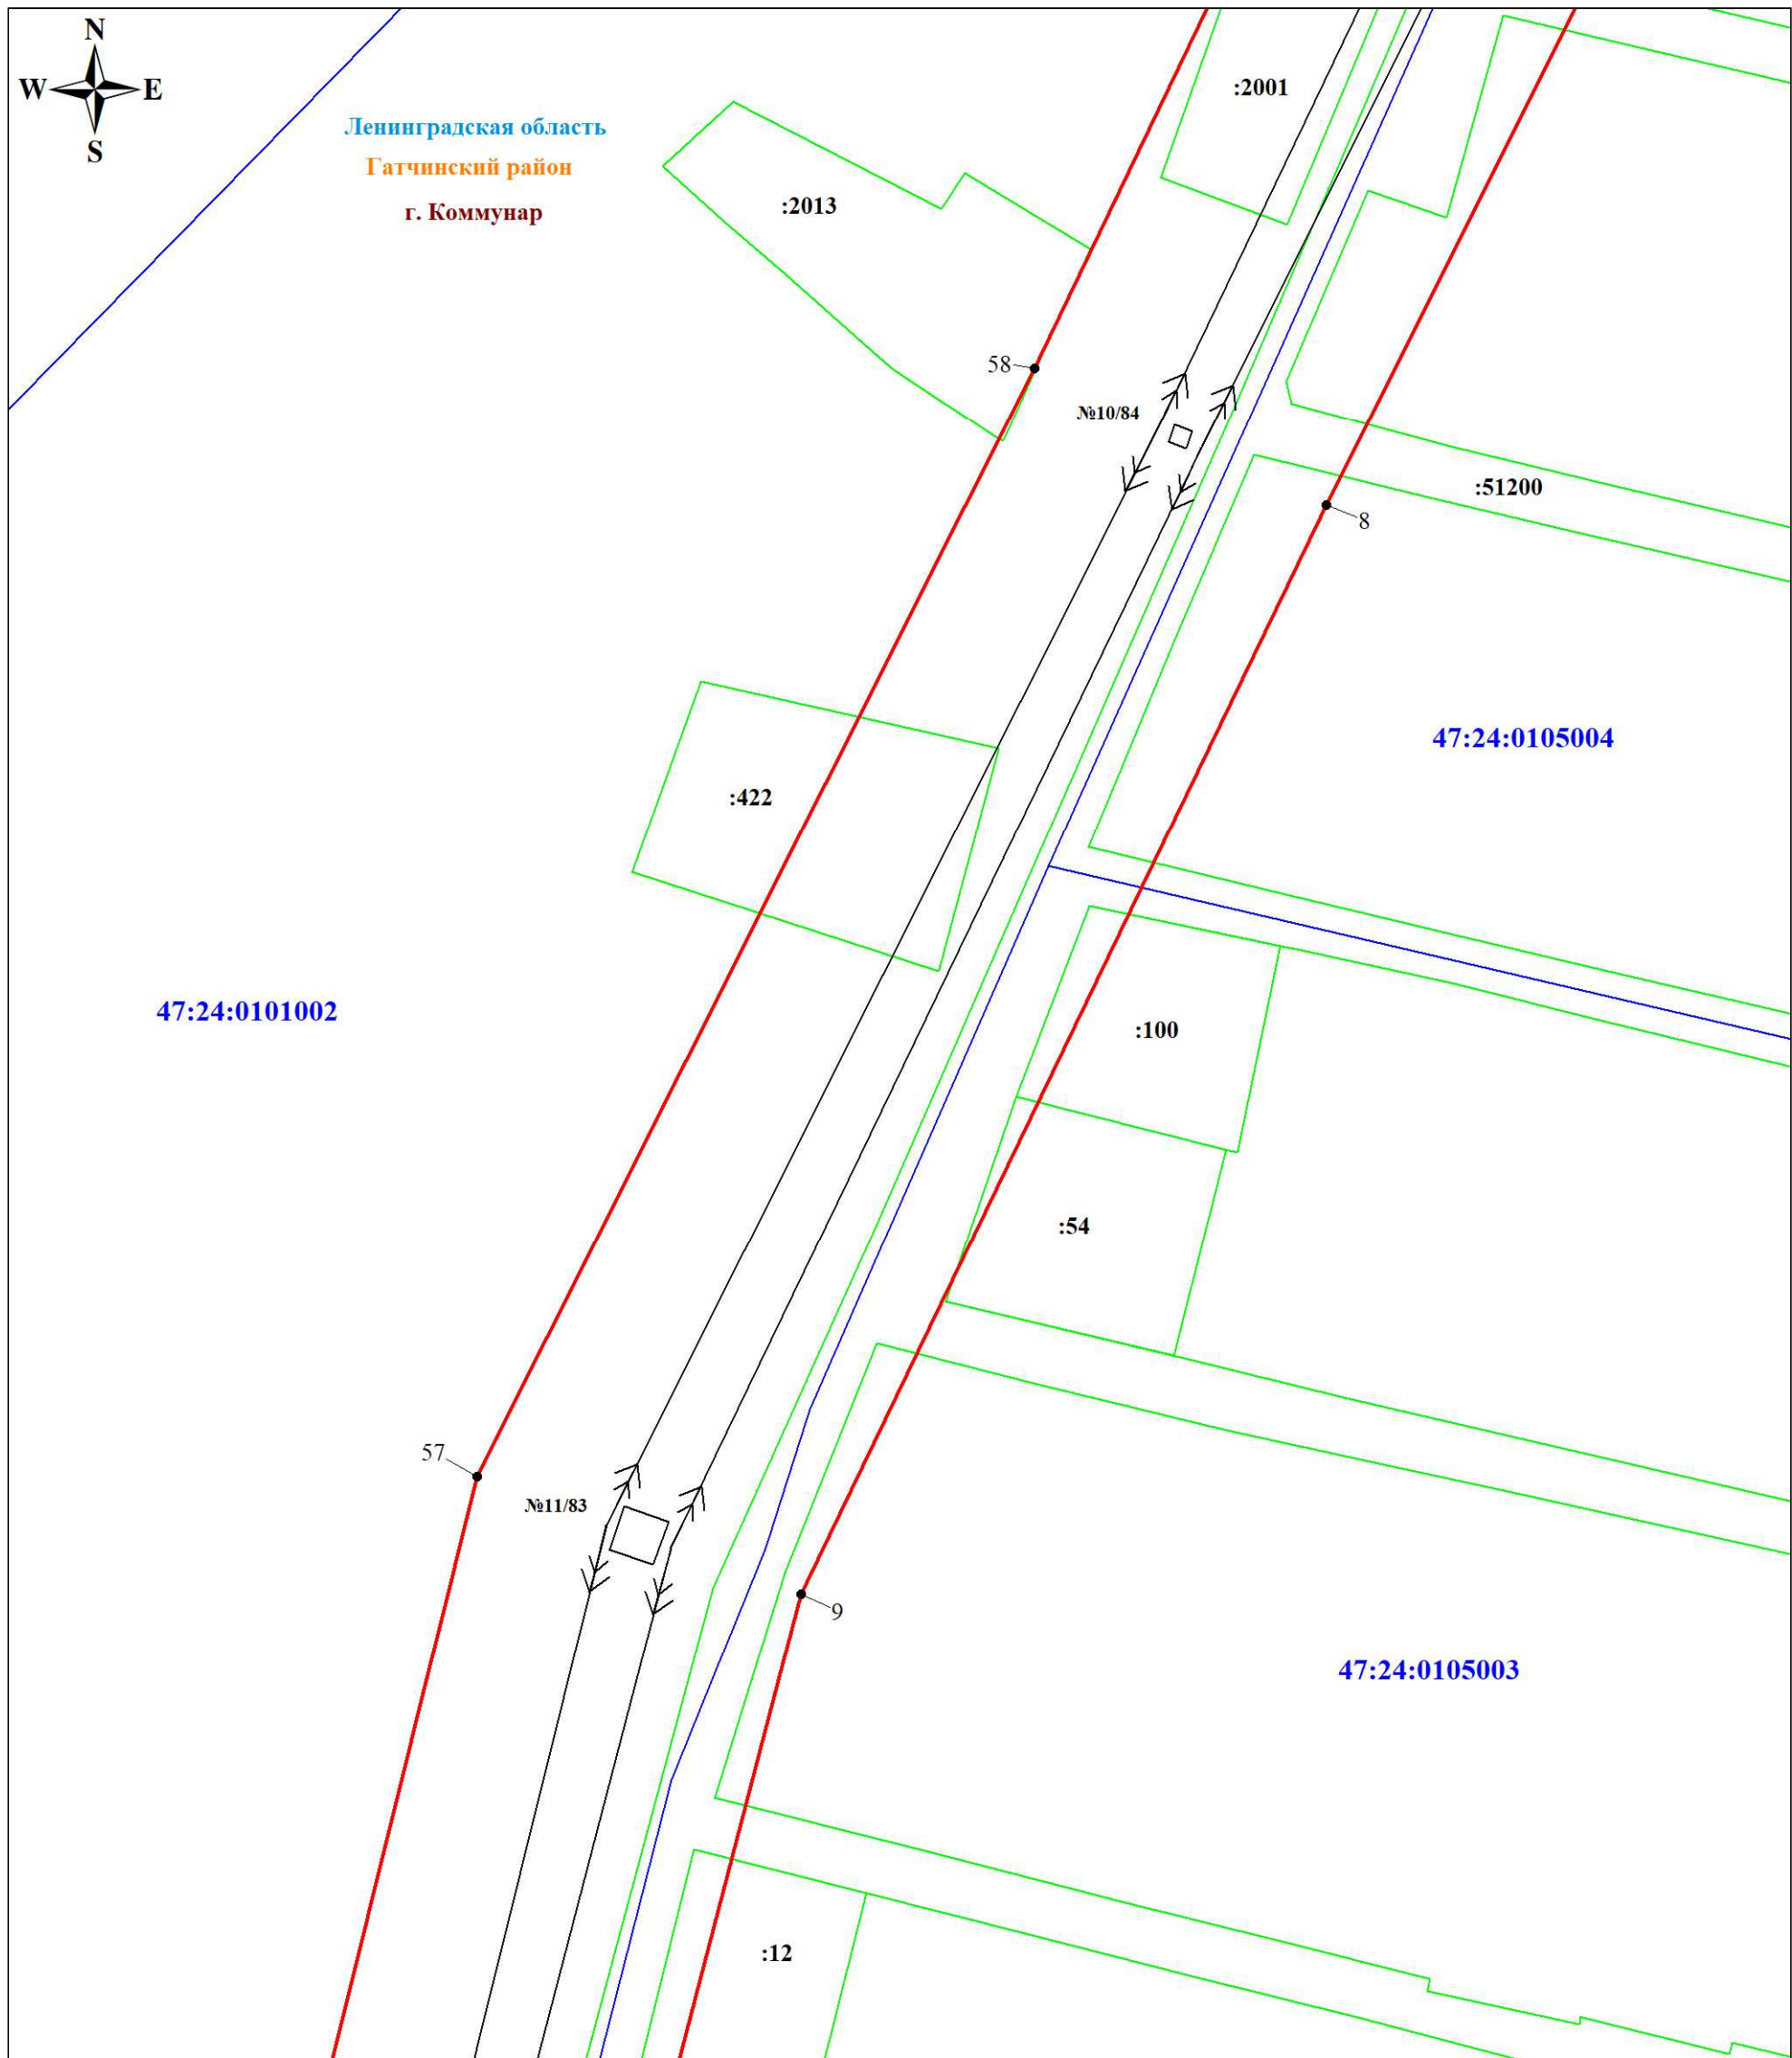 N
W E
S
Ленинградская область
Гатчинский район
г. Коммунар
:2001
:2013
58
№10/84
:51200
8
47:24:0105004
:422
47:24:0101002
:100
:54
57
№11/83
9
47:24:0105003
:12